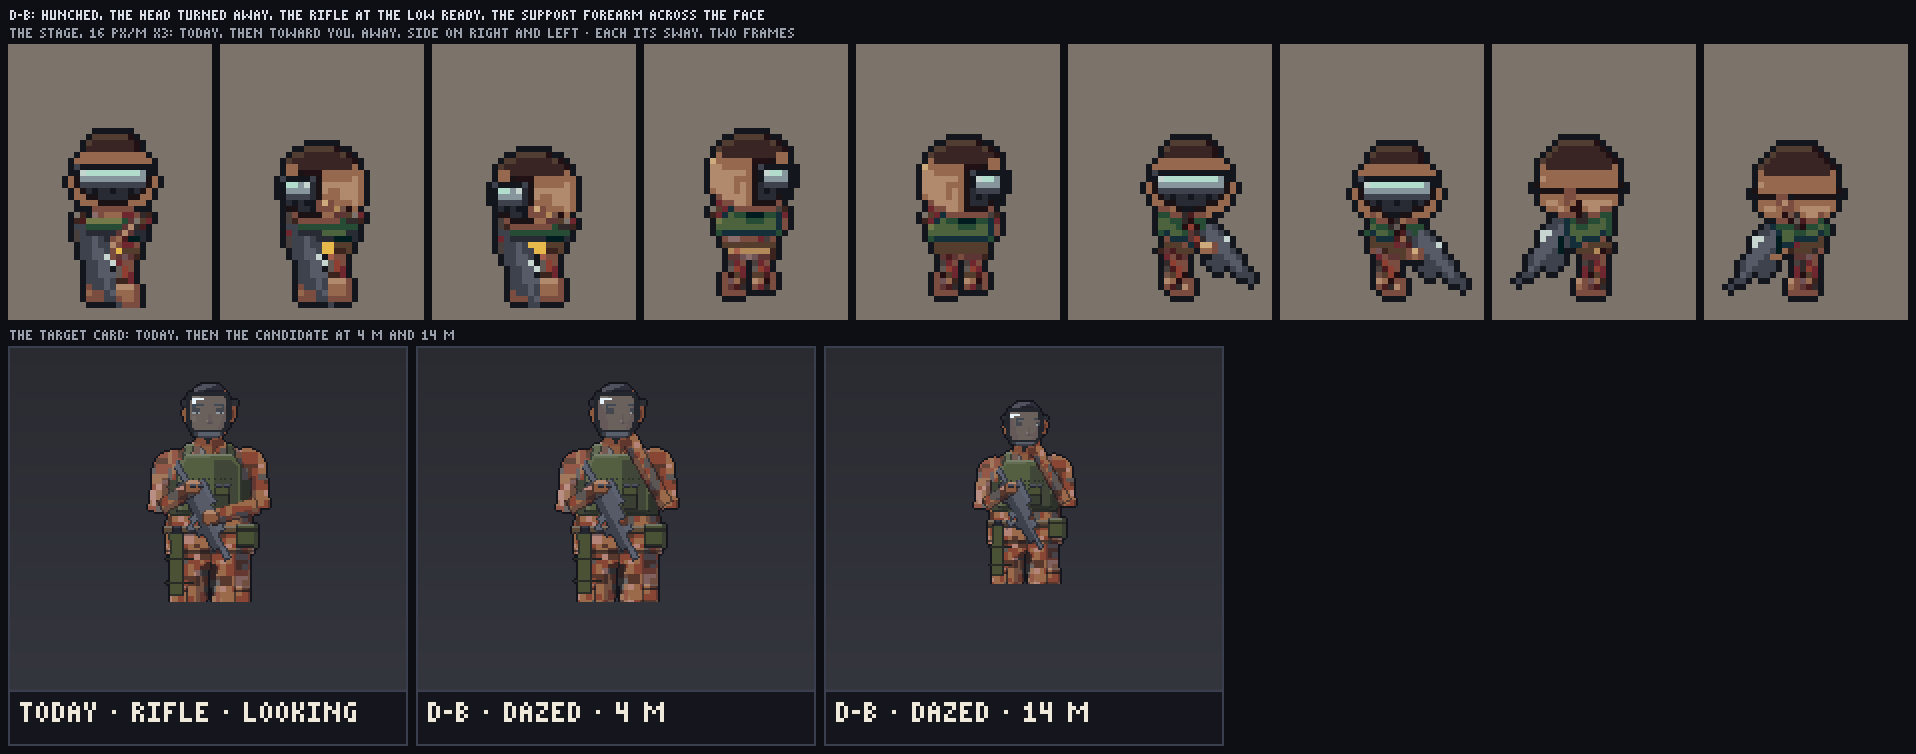 D-B: HUNCHED, THE HEAD TURNED AWAY, THE RIFLE AT THE LOW READY, THE SUPPORT FOREARM ACROSS THE FACE
THE STAGE, 16 PX/M X3: TODAY, THEN TOWARD YOU, AWAY, SIDE ON RIGHT AND LEFT · EACH ITS SWAY, TWO FRAMES
THE TARGET CARD: TODAY, THEN THE CANDIDATE AT 4 M AND 14 M
TODAY · RIFLE · LOOKING
D-B · DAZED · 4 M
D-B · DAZED · 14 M